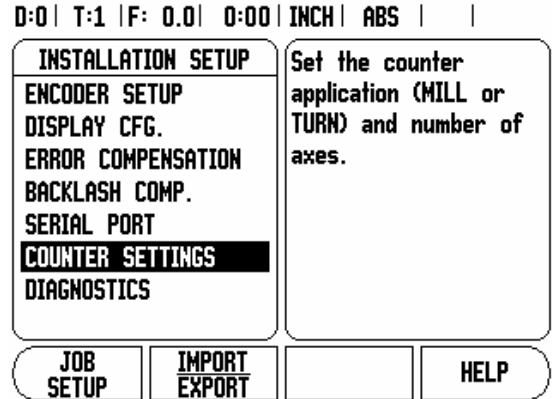 D:0| T:1 |F: 0.0| 0:00|INCH| ABS | |
INSTALLATION SETUP
ENCODER SETUP
DISPLAY CFG.
ERROR COMPENSATION
BACKLASH COMP.
SERIAL PORT
COUNTER SETTINGS
DIAGNOSTICS
Set the counter
application (MILL or
TURN) and number of
axes.
JOB
SETUP
IMPORT
EXPORT
HELP